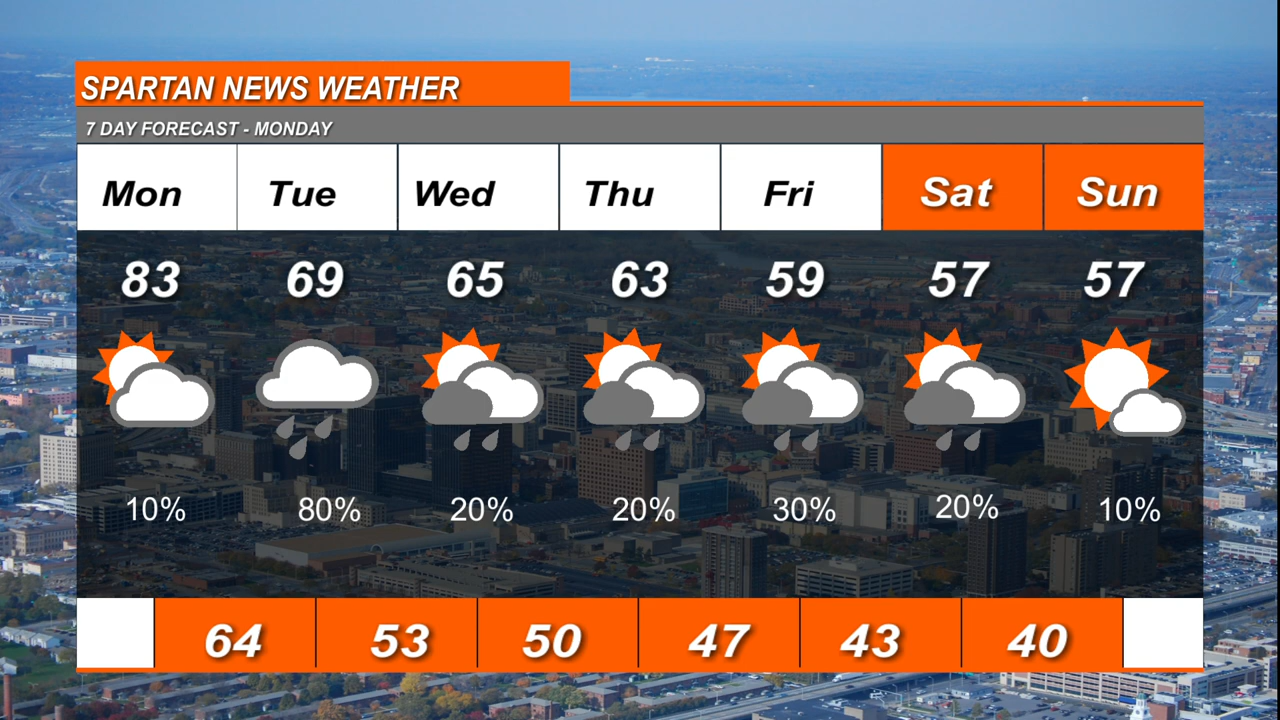 SPARTAN NEWS WEATHER
7 DAY FORECAST - MONDAY
Mon Tue Wed Thu Fri Sat Sun
83 69 65 63 59 57 57
10% 80% 20% 20% 30% 20% 10%
64 53 50 47 43 40